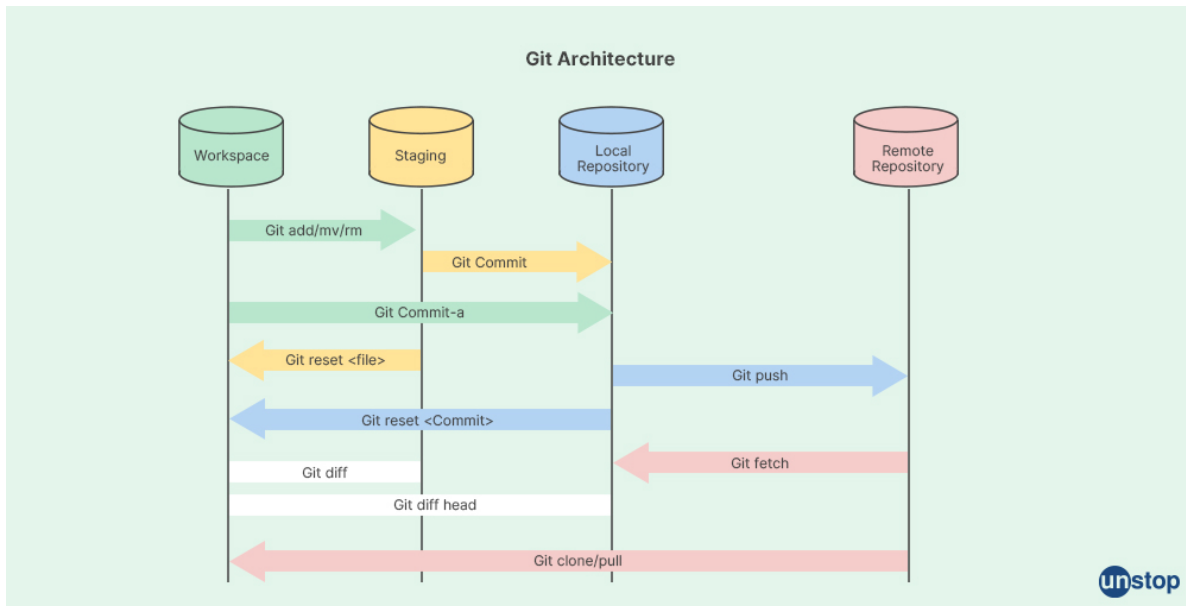 Git Architecture
Workspace
Staging
Local
Repository
Remote
Repository
Git add/mv/rm
Git Commit
Git Commit-a
Git reset <file>
Git push
Git reset <Commit>
Git fetch
Git diff
Git diff head
Git clone/pull
unstop